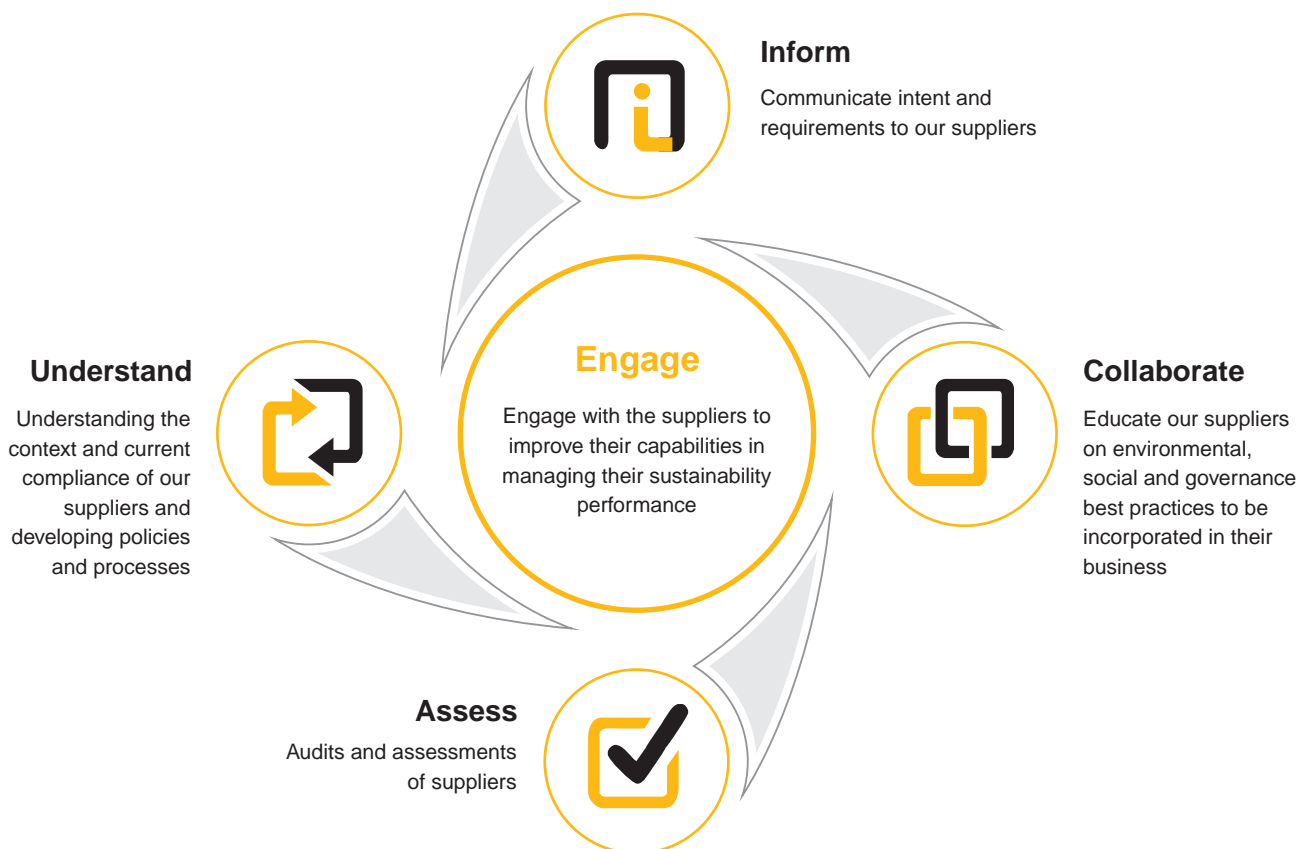 Inform
Communicate intent and
requirements to our suppliers
Understand
Understanding the
context and current
compliance of our
suppliers and
developing policies
and processes
Engage
Engage with the suppliers to
improve their capabilities in
managing their sustainability
performance
Collaborate
Educate our suppliers
on environmental,
social and governance
best practices to be
incorporated in their
business
Assess
Audits and assessments
of suppliers